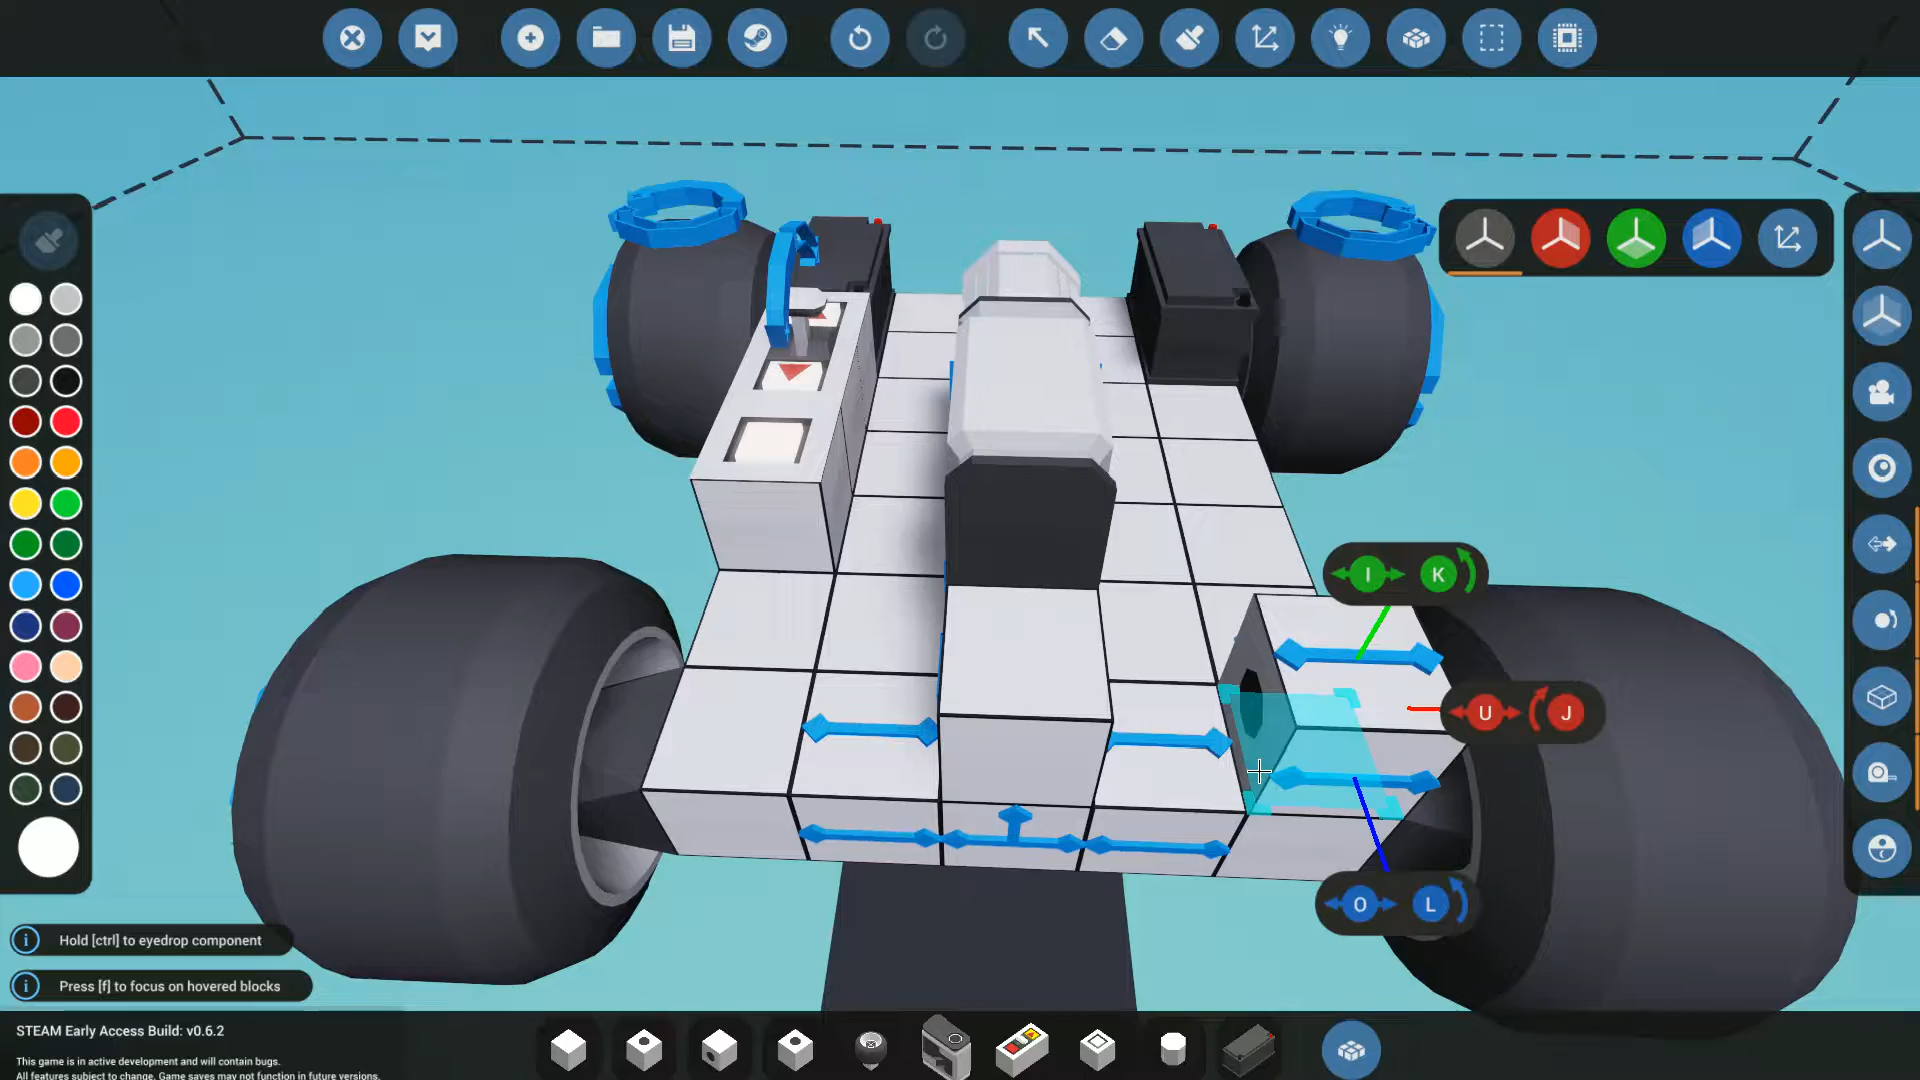 I K
U J
O L
Hold [ctrl] to eyedrop component
Press [f] to focus on hovered blocks
STEAM Early Access Build: v0.6.2
This game is in active development and will contain bugs.
All features subject to change. Game saves may not function in future versions.